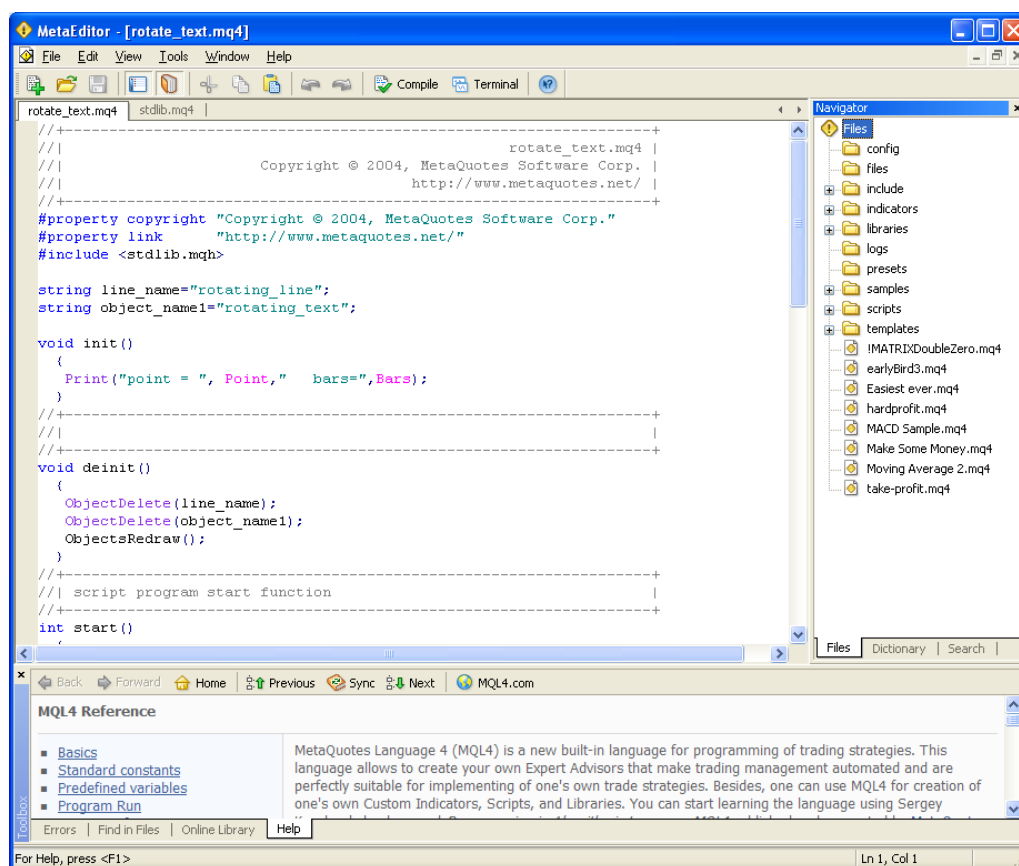 MetaEditor - [rotate_text.mq4]
File Edit View Tools Window Help
Compile Terminal
rotate_text.mq4 stdlib.mq4
//+------------------------------------------------------------------+
//| rotate_text.mq4 |
//| Copyright © 2004, MetaQuotes Software Corp. |
//| http://www.metaquotes.net/ |
//+------------------------------------------------------------------+
#property copyright "Copyright © 2004, MetaQuotes Software Corp."
#property link "http://www.metaquotes.net/"
#include <stdlib.mqh>
string line_name="rotating_line";
string object_name1="rotating_text";
void init()
{
Print("point = ", Point,"   bars=",Bars);
}
//+------------------------------------------------------------------+
//| |
//+------------------------------------------------------------------+
void deinit()
{
ObjectDelete(line_name);
ObjectDelete(object_name1);
ObjectsRedraw();
}
//+------------------------------------------------------------------+
//| script program start function |
//+------------------------------------------------------------------+
int start()
Navigator
Files
config
files
include
indicators
libraries
logs
presets
samples
scripts
templates
!MATRIXDoubleZero.mq4
earlyBird3.mq4
Easiest ever.mq4
hardprofit.mq4
MACD Sample.mq4
Make Some Money.mq4
Moving Average 2.mq4
take-profit.mq4
Files Dictionary | Search |
Back Forward Home Previous Sync Next MQL4.com
MQL4 Reference
Basics
Standard constants
Predefined variables
Program Run
MetaQuotes Language 4 (MQL4) is a new built-in language for programming of trading strategies. This
language allows to create your own Expert Advisors that make trading management automated and are
perfectly suitable for implementing of one's own trade strategies. Besides, one can use MQL4 for creation of
one's own Custom Indicators, Scripts, and Libraries. You can start learning the language using Sergey
Toolbox
Errors | Find in Files | Online Library Help
For Help, press <F1>
Ln 1, Col 1